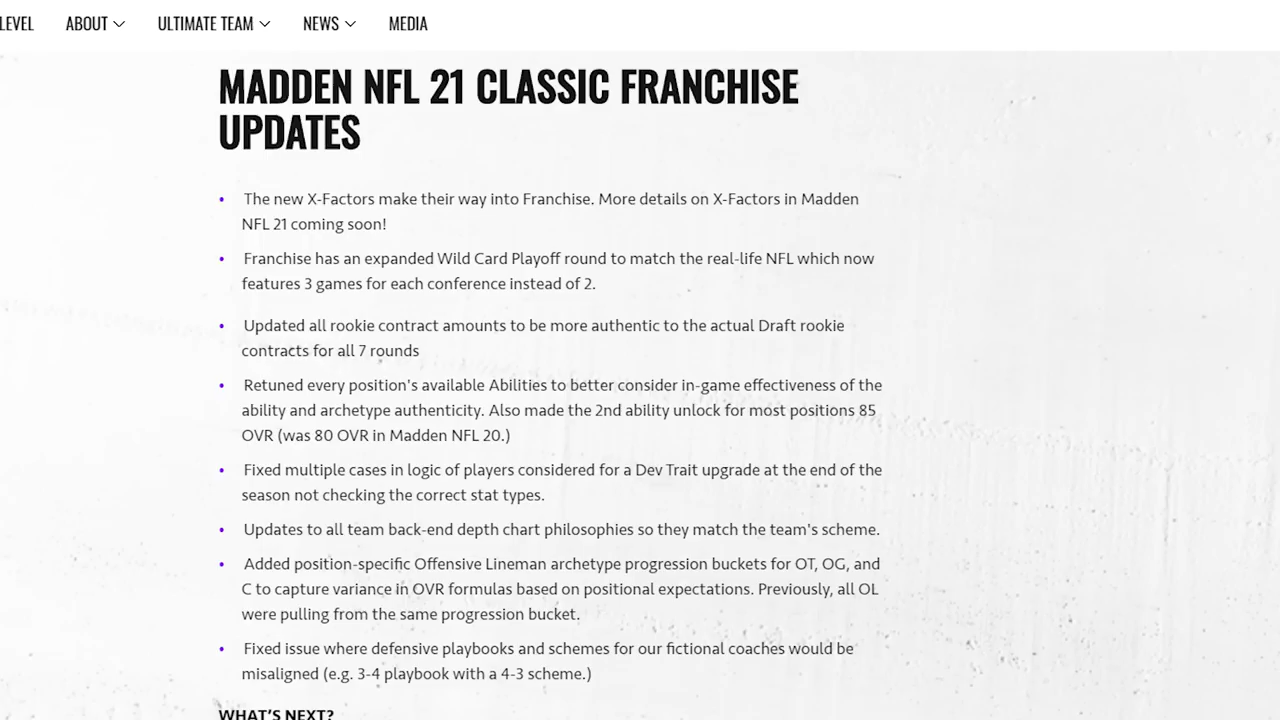 LEVEL ABOUT ULTIMATE TEAM NEWS MEDIA
MADDEN NFL 21 CLASSIC FRANCHISE
UPDATES
• The new X-Factors make their way into Franchise. More details on X-Factors in Madden
NFL 21 coming soon!
• Franchise has an expanded Wild Card Playoff round to match the real-life NFL which now
features 3 games for each conference instead of 2.
• Updated all rookie contract amounts to be more authentic to the actual Draft rookie
contracts for all 7 rounds
• Retuned every position's available Abilities to better consider in-game effectiveness of the
ability and archetype authenticity. Also made the 2nd ability unlock for most positions 85
OVR (was 80 OVR in Madden NFL 20.)
• Fixed multiple cases in logic of players considered for a Dev Trait upgrade at the end of the
season not checking the correct stat types.
• Updates to all team back-end depth chart philosophies so they match the team's scheme.
• Added position-specific Offensive Lineman archetype progression buckets for OT, OG, and
C to capture variance in OVR formulas based on positional expectations. Previously, all OL
were pulling from the same progression bucket.
• Fixed issue where defensive playbooks and schemes for our fictional coaches would be
misaligned (e.g. 3-4 playbook with a 4-3 scheme.)
WHAT'S NEXT?